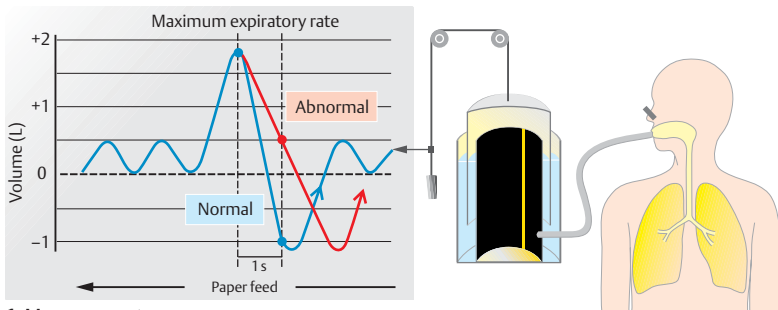 Maximum expiratory rate
+2
+1
0
−1
Volume (L)
Abnormal
Normal
1 s
Paper feed